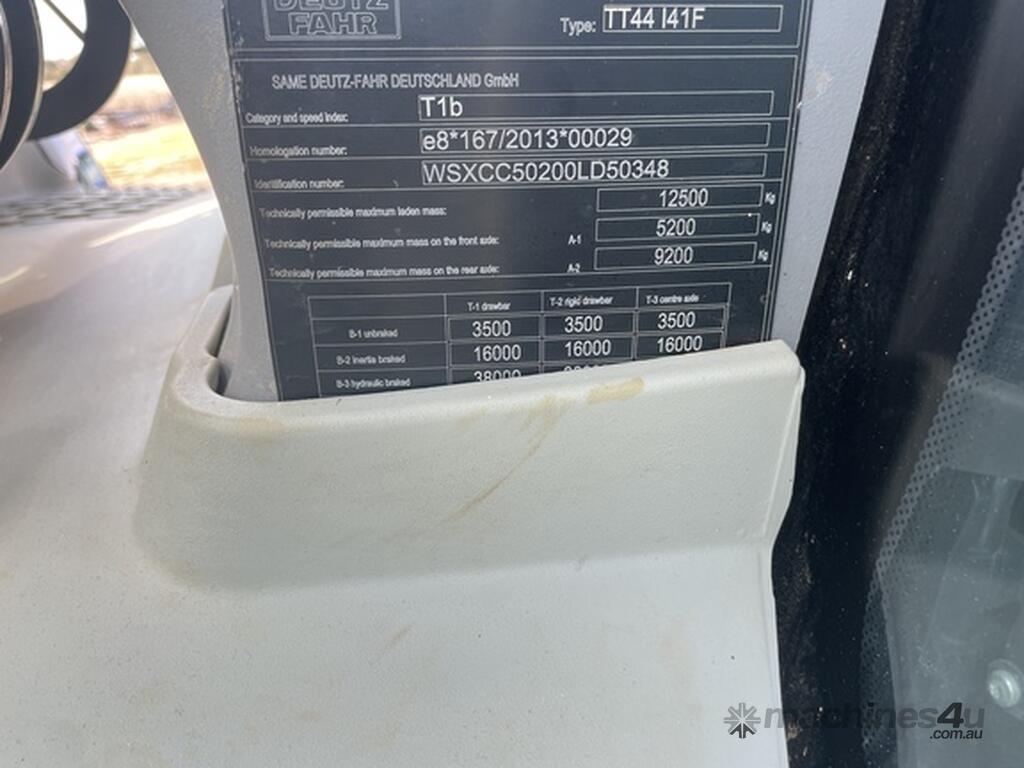 DEUTZ
FAHR
Type: TT44 I41F
SAME DEUTZ-FAHR DEUTSCHLAND GmbH
Category and speed index: T1b
Homologation number: e8*167/2013*00029
Identification number: WSXCC50200LD50348
Technically permissible maximum laden mass: 12500 Kg
Technically permissible maximum mass on the front axle: A-1 5200 Kg
Technically permissible maximum mass on the rear axle: A-2 9200 Kg
T-1 drawbar T-2 rigid drawbar T-3 centre axle
B-1 unbraked 3500 3500 3500
B-2 inertia braked 16000 16000 16000
B-3 hydraulic braked 38000
machines4u
.com.au